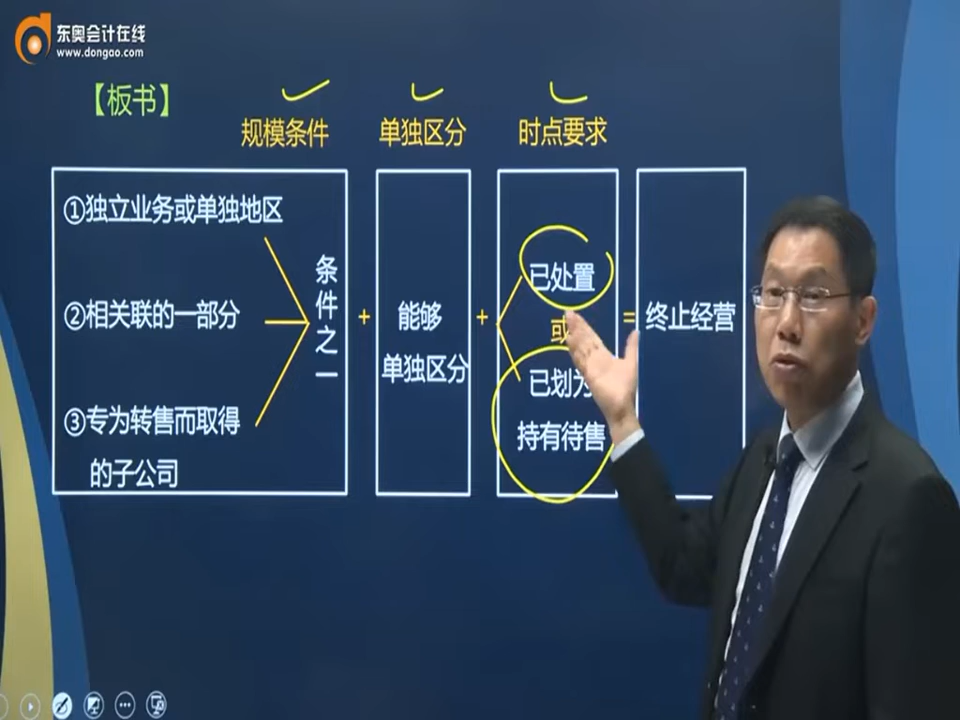 东奥会计在线
www.dongao.com
【板书】
规模条件
单独区分
时点要求
①独立业务或单独地区
②相关联的一部分
③专为转售而取得
的子公司
条件之一
+
能够
单独区分
+
已处置
或
已划为
持有待售
=
终止经营